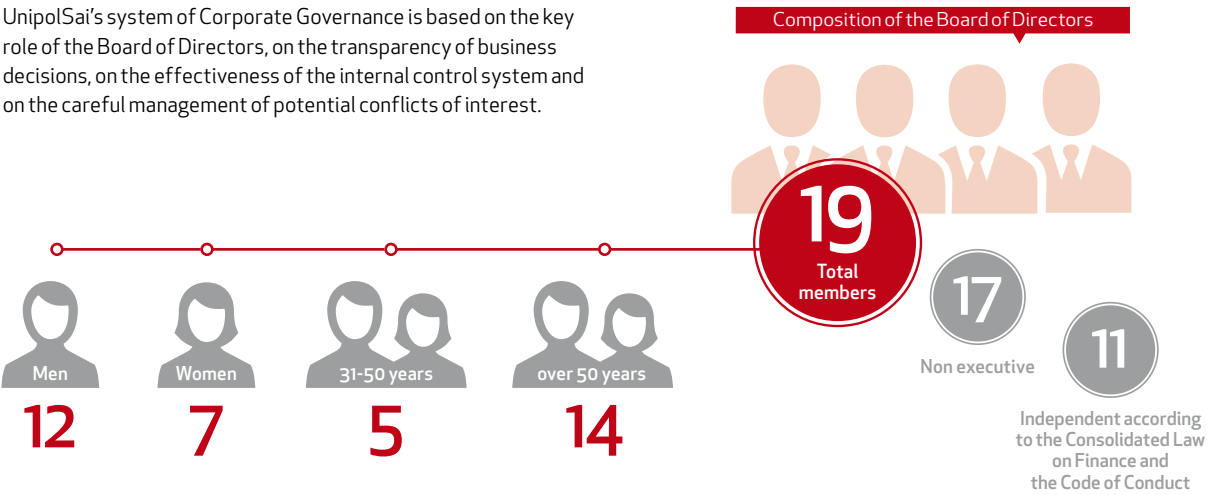 UnipolSai’s system of Corporate Governance is based on the key
role of the Board of Directors, on the transparency of business
decisions, on the effectiveness of the internal control system and
on the careful management of potential conflicts of interest.
Composition of the Board of Directors
19
Total
members
17
Non executive
11
Independent according
to the Consolidated Law
on Finance and
the Code of Conduct
Men
12
Women
7
31-50 years
5
over 50 years
14